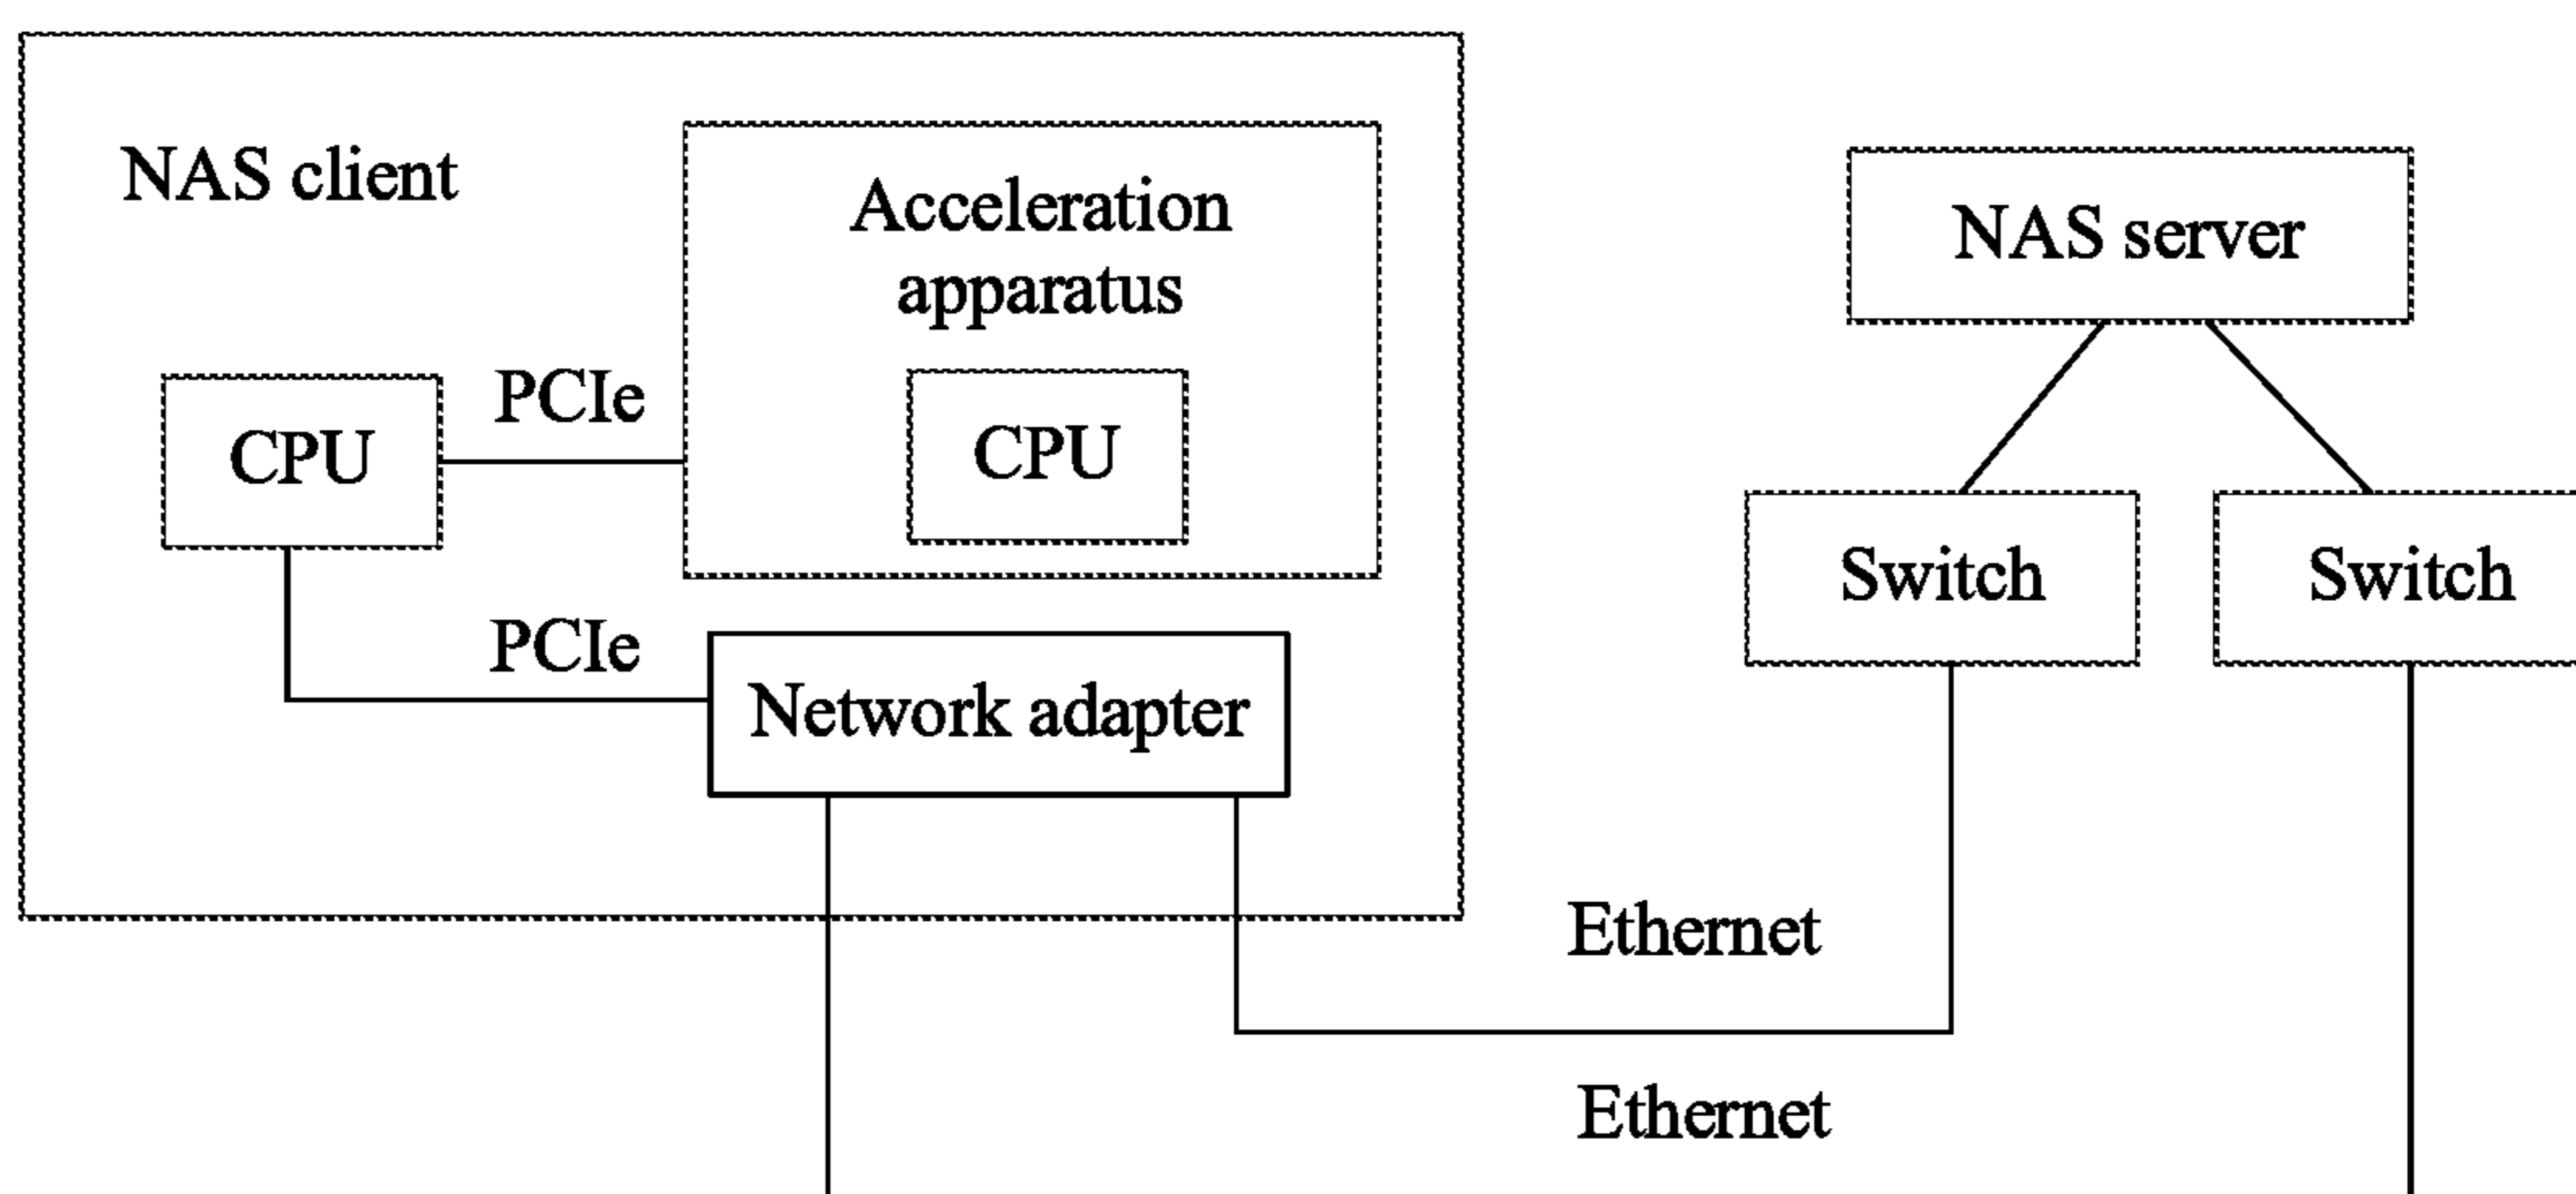 NAS client
Acceleration
apparatus
NAS server
PCIe
CPU
CPU
Switch
Switch
PCIe
Network adapter
Ethernet
Ethernet